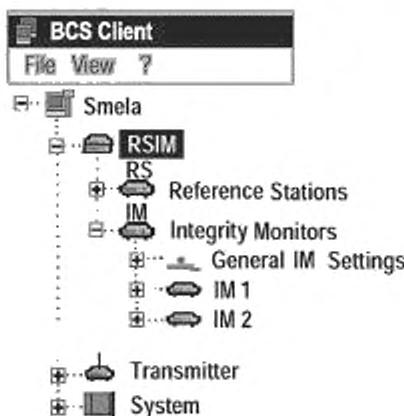 BCS Client
File View ?
Smela
RSIM
RS
Reference Stations
IM
Integrity Monitors
General IM Settings
IM 1
IM 2
Transmitter
System